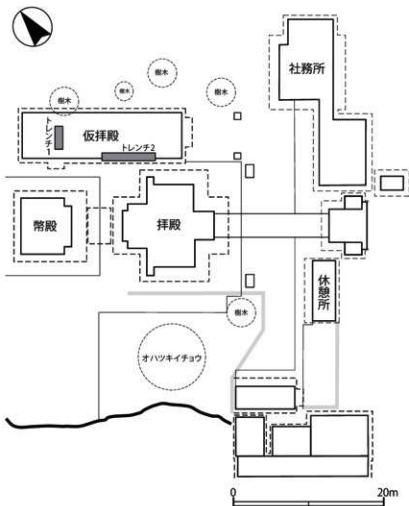 社務所
樹木
樹木
樹木
樹木
仮拝殿
トレンチ1
トレンチ2
幣殿
拝殿
休憩所
樹木
オハツキイチョウ
0 20m